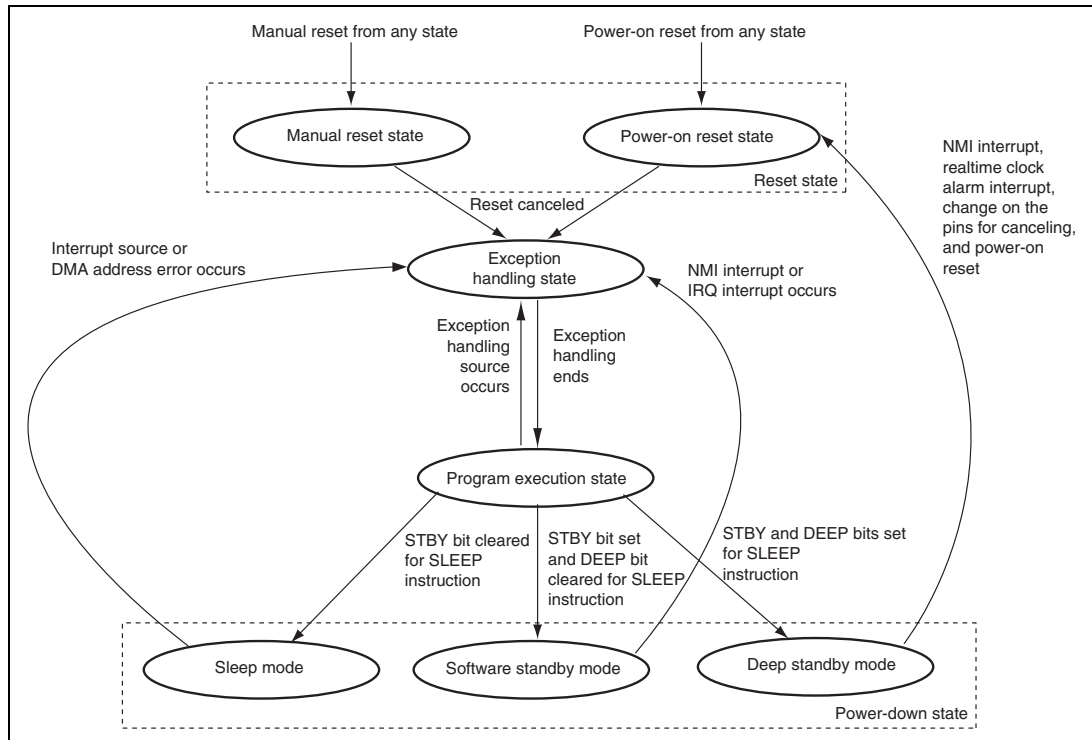 Manual reset from any state
Power-on reset from any state
Manual reset state
Power-on reset state
Reset state
NMI interrupt,
realtime clock
alarm interrupt,
change on the
pins for canceling,
and power-on
reset
Reset canceled
Interrupt source or
DMA address error occurs
Exception
handling state
NMI interrupt or
IRQ interrupt occurs
Exception
handling
source
occurs
Exception
handling
ends
Program execution state
STBY bit cleared
for SLEEP
instruction
STBY bit set
and DEEP bit
cleared for SLEEP
instruction
STBY and DEEP bits set
for SLEEP
instruction
Sleep mode
Software standby mode
Deep standby mode
Power-down state